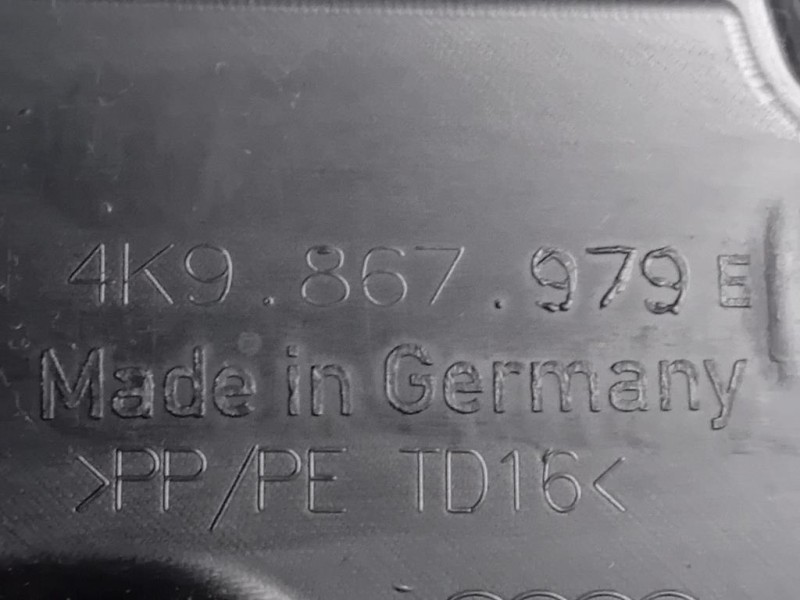 4K9.867.979 E
Made in Germany
>PP/PE TD16<